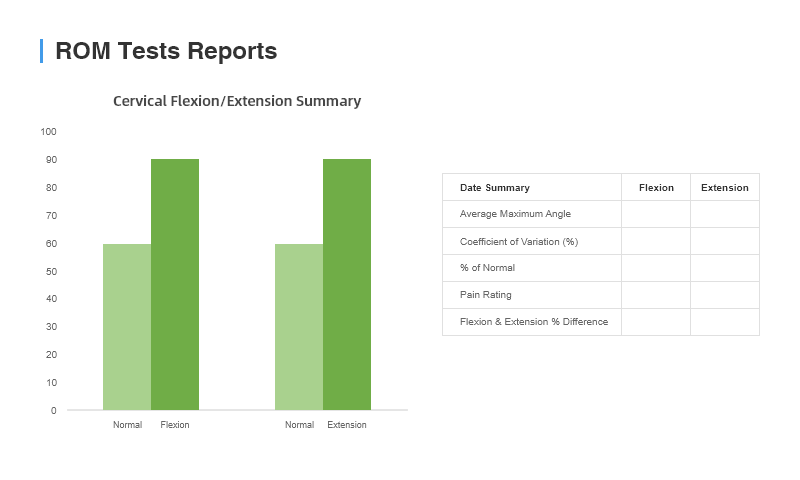 ROM Tests Reports
Cervical Flexion/Extension Summary
100
90
80
70
60
50
40
30
20
10
0
Normal Flexion Normal Extension
Date Summary Flexion Extension
Average Maximum Angle
Coefficient of Variation (%)
% of Normal
Pain Rating
Flexion & Extension % Difference